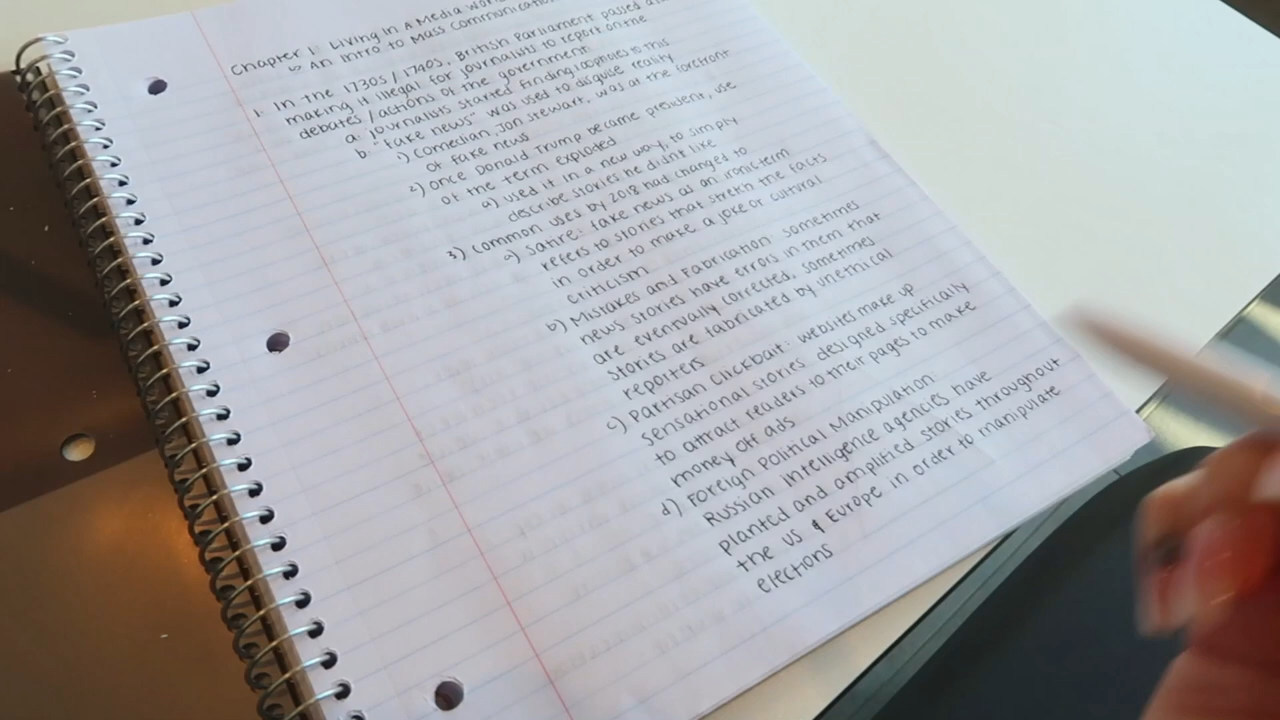 Chapter 1: Living in A Media
↳ An Intro to Mass Communication
1. In the 1730s / 1740s, British Parliament passed
making it illegal for journalists to report on the
debates / actions of the government
a. journalists started finding loopholes to this
b. "fake news" was used to disguise reality
1) Comedian, Jon Stewart, was at the forefront
of fake news
2) Once Donald Trump became president, use
of the term exploded
a) used it in a new way, to simply
describe stories he didn't like
3) Common uses by 2018 had changed to
a) Satire: fake news as an ironic term
refers to stories that stretch the facts
in order to make a joke or cultural
criticism
b) Mistakes and Fabrication: sometimes
news stories have errors in them that
are eventually corrected, sometimes
stories are fabricated by unethical
reporters
c) Partisan Clickbait: websites make up
sensational stories designed specifically
to attract readers to their pages to make
money off ads
d) Foreign Political Manipulation:
Russian Intelligence agencies have
planted and amplified stories throughout
the US & Europe in order to manipulate
elections